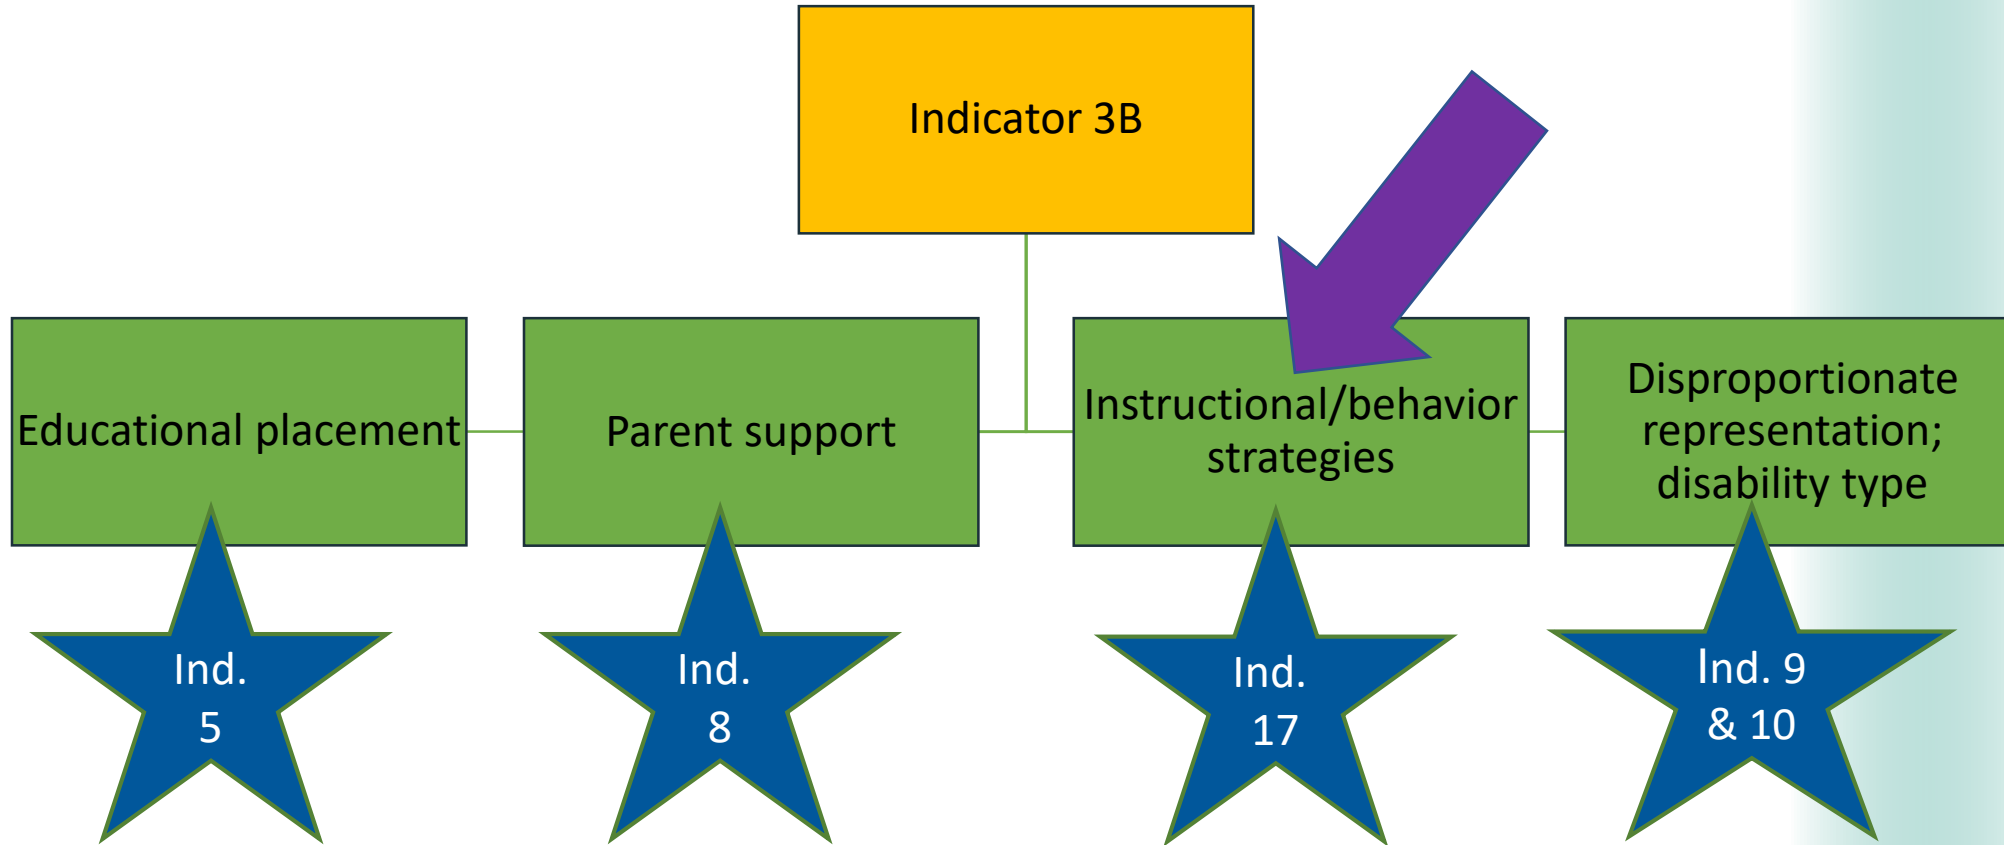 Indicator 3B
Educational placement
Parent support
Instructional/behavior
strategies
Disproportionate
representation;
disability type
Ind.
5
Ind.
8
Ind.
17
Ind. 9
& 10